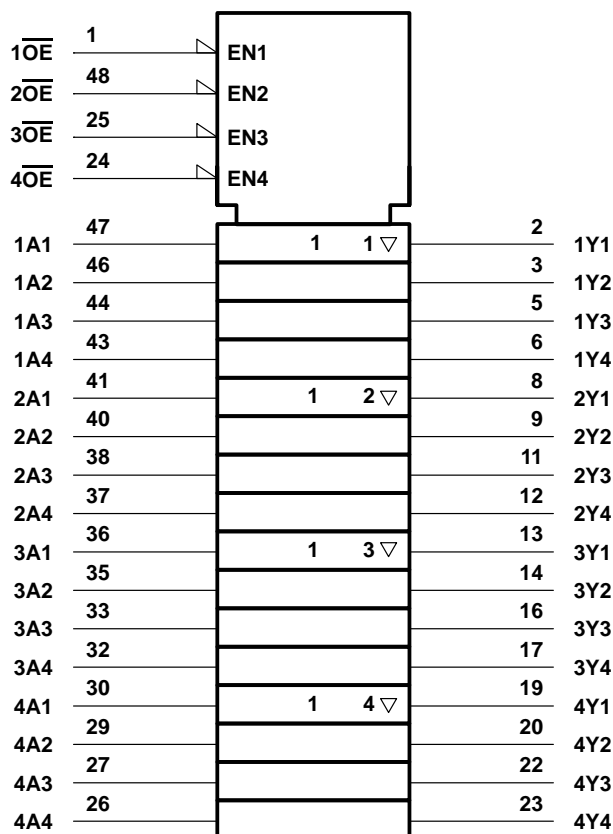 1O̅E̅ 1 EN1
2O̅E̅ 48 EN2
3O̅E̅ 25 EN3
4O̅E̅ 24 EN4
1A1 47 1 1 ▽ 2 1Y1
1A2 46 3 1Y2
1A3 44 5 1Y3
1A4 43 6 1Y4
2A1 41 1 2 ▽ 8 2Y1
2A2 40 9 2Y2
2A3 38 11 2Y3
2A4 37 12 2Y4
3A1 36 1 3 ▽ 13 3Y1
3A2 35 14 3Y2
3A3 33 16 3Y3
3A4 32 17 3Y4
4A1 30 1 4 ▽ 19 4Y1
4A2 29 20 4Y2
4A3 27 22 4Y3
4A4 26 23 4Y4